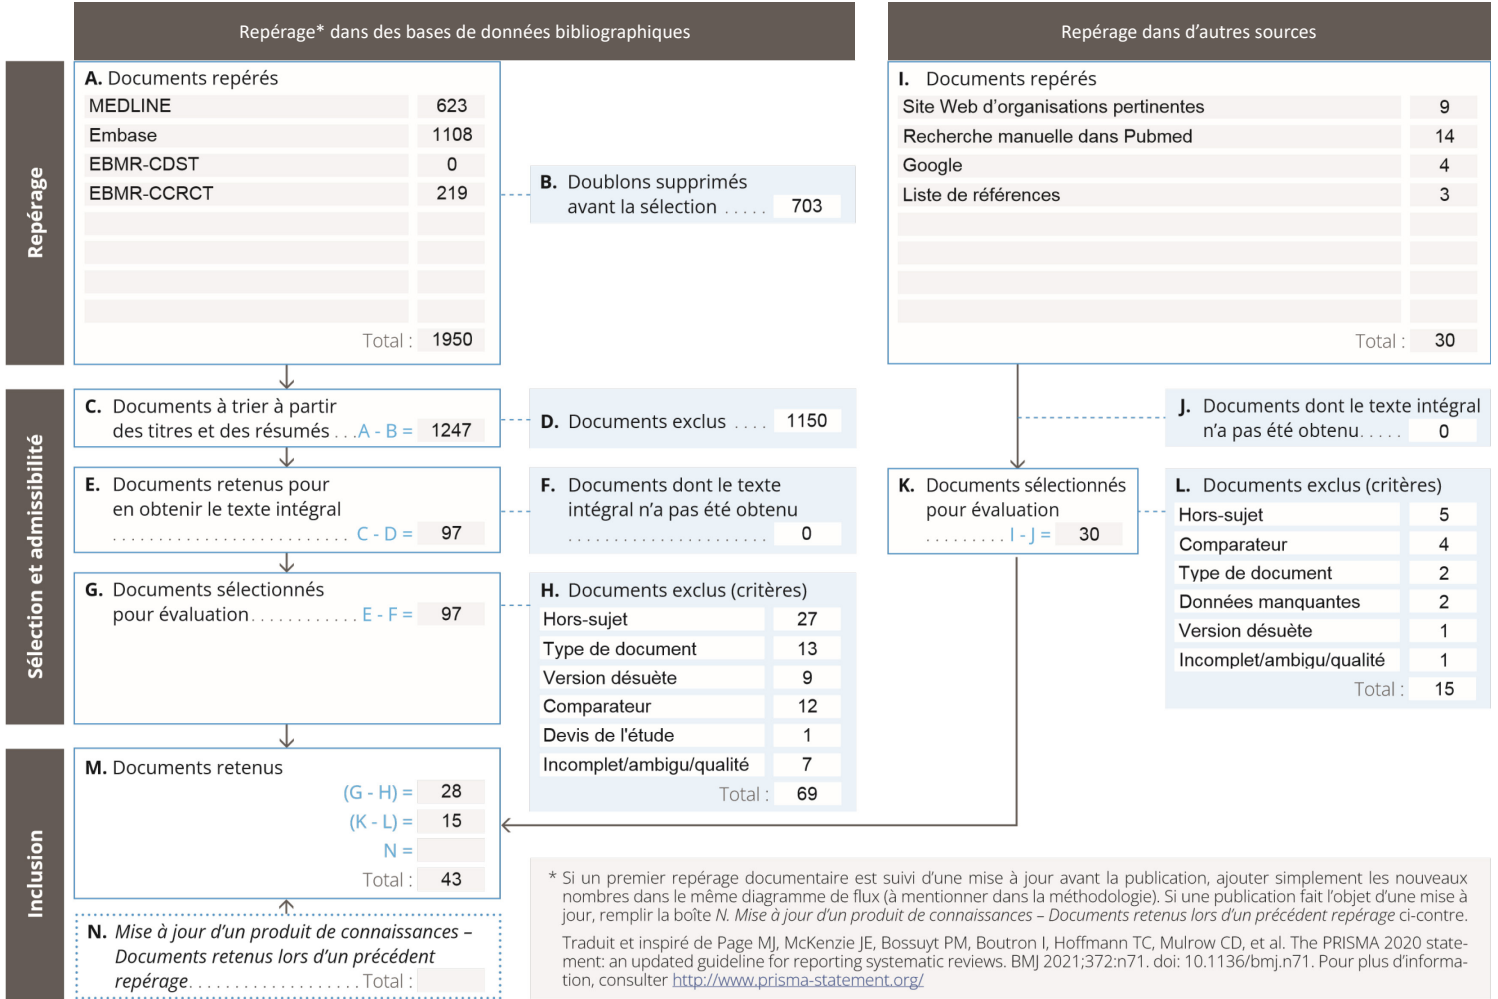 Repérage* dans des bases de données bibliographiques
Repérage dans d'autres sources
Repérage
A. Documents repérés
MEDLINE 623
Embase 1108
EBMR-CDST 0
EBMR-CCRCT 219
Total : 1950
B. Doublons supprimés
avant la sélection ..... 703
I. Documents repérés
Site Web d'organisations pertinentes 9
Recherche manuelle dans Pubmed 14
Google 4
Liste de références 3
Total : 30
Sélection et admissibilité
C. Documents à trier à partir
des titres et des résumés ...A - B = 1247
D. Documents exclus .... 1150
J. Documents dont le texte intégral
n'a pas été obtenu..... 0
E. Documents retenus pour
en obtenir le texte intégral
........................... C - D = 97
F. Documents dont le texte
intégral n'a pas été obtenu
...................... 0
K. Documents sélectionnés
pour évaluation
......... I - J = 30
L. Documents exclus (critères)
Hors-sujet 5
Comparateur 4
Type de document 2
Données manquantes 2
Version désuète 1
Incomplet/ambigu/qualité 1
Total : 15
G. Documents sélectionnés
pour évaluation............ E - F = 97
H. Documents exclus (critères)
Hors-sujet 27
Type de document 13
Version désuète 9
Comparateur 12
Devis de l'étude 1
Incomplet/ambigu/qualité 7
Total : 69
Inclusion
M. Documents retenus
(G - H) = 28
(K - L) = 15
N =
Total : 43
N. Mise à jour d'un produit de connaissances –
Documents retenus lors d'un précédent
repérage................. Total :
* Si un premier repérage documentaire est suivi d'une mise à jour avant la publication, ajouter simplement les nouveaux
nombres dans le même diagramme de flux (à mentionner dans la méthodologie). Si une publication fait l'objet d'une mise à
jour, remplir la boîte N. Mise à jour d'un produit de connaissances – Documents retenus lors d'un précédent repérage ci-contre.
Traduit et inspiré de Page MJ, McKenzie JE, Bossuyt PM, Boutron I, Hoffmann TC, Mulrow CD, et al. The PRISMA 2020 state-
ment: an updated guideline for reporting systematic reviews. BMJ 2021;372:n71. doi: 10.1136/bmj.n71. Pour plus d'informa-
tion, consulter http://www.prisma-statement.org/